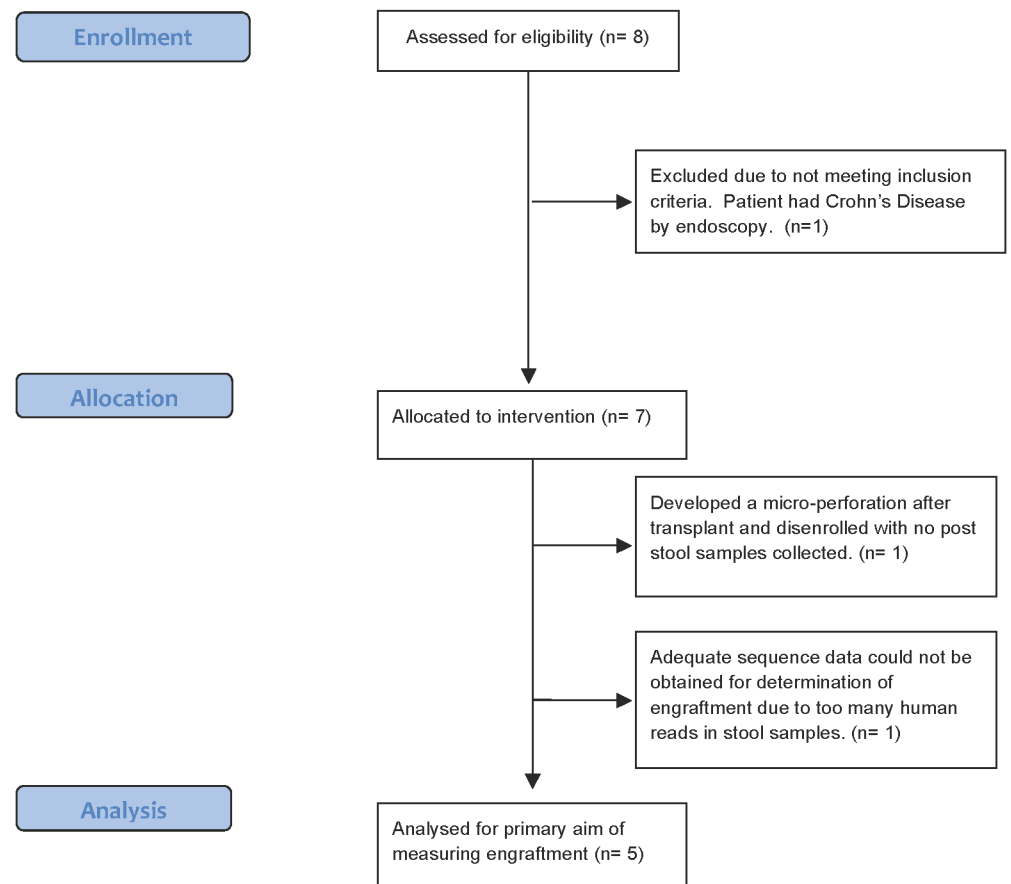 Enrollment
Assessed for eligibility (n= 8)
Excluded due to not meeting inclusion
criteria.  Patient had Crohn's Disease
by endoscopy.  (n=1)
Allocation
Allocated to intervention (n= 7)
Developed a micro-perforation after
transplant and disenrolled with no post
stool samples collected. (n= 1)
Adequate sequence data could not be
obtained for determination of
engraftment due to too many human
reads in stool samples. (n= 1)
Analysis
Analysed for primary aim of
measuring engraftment (n= 5)